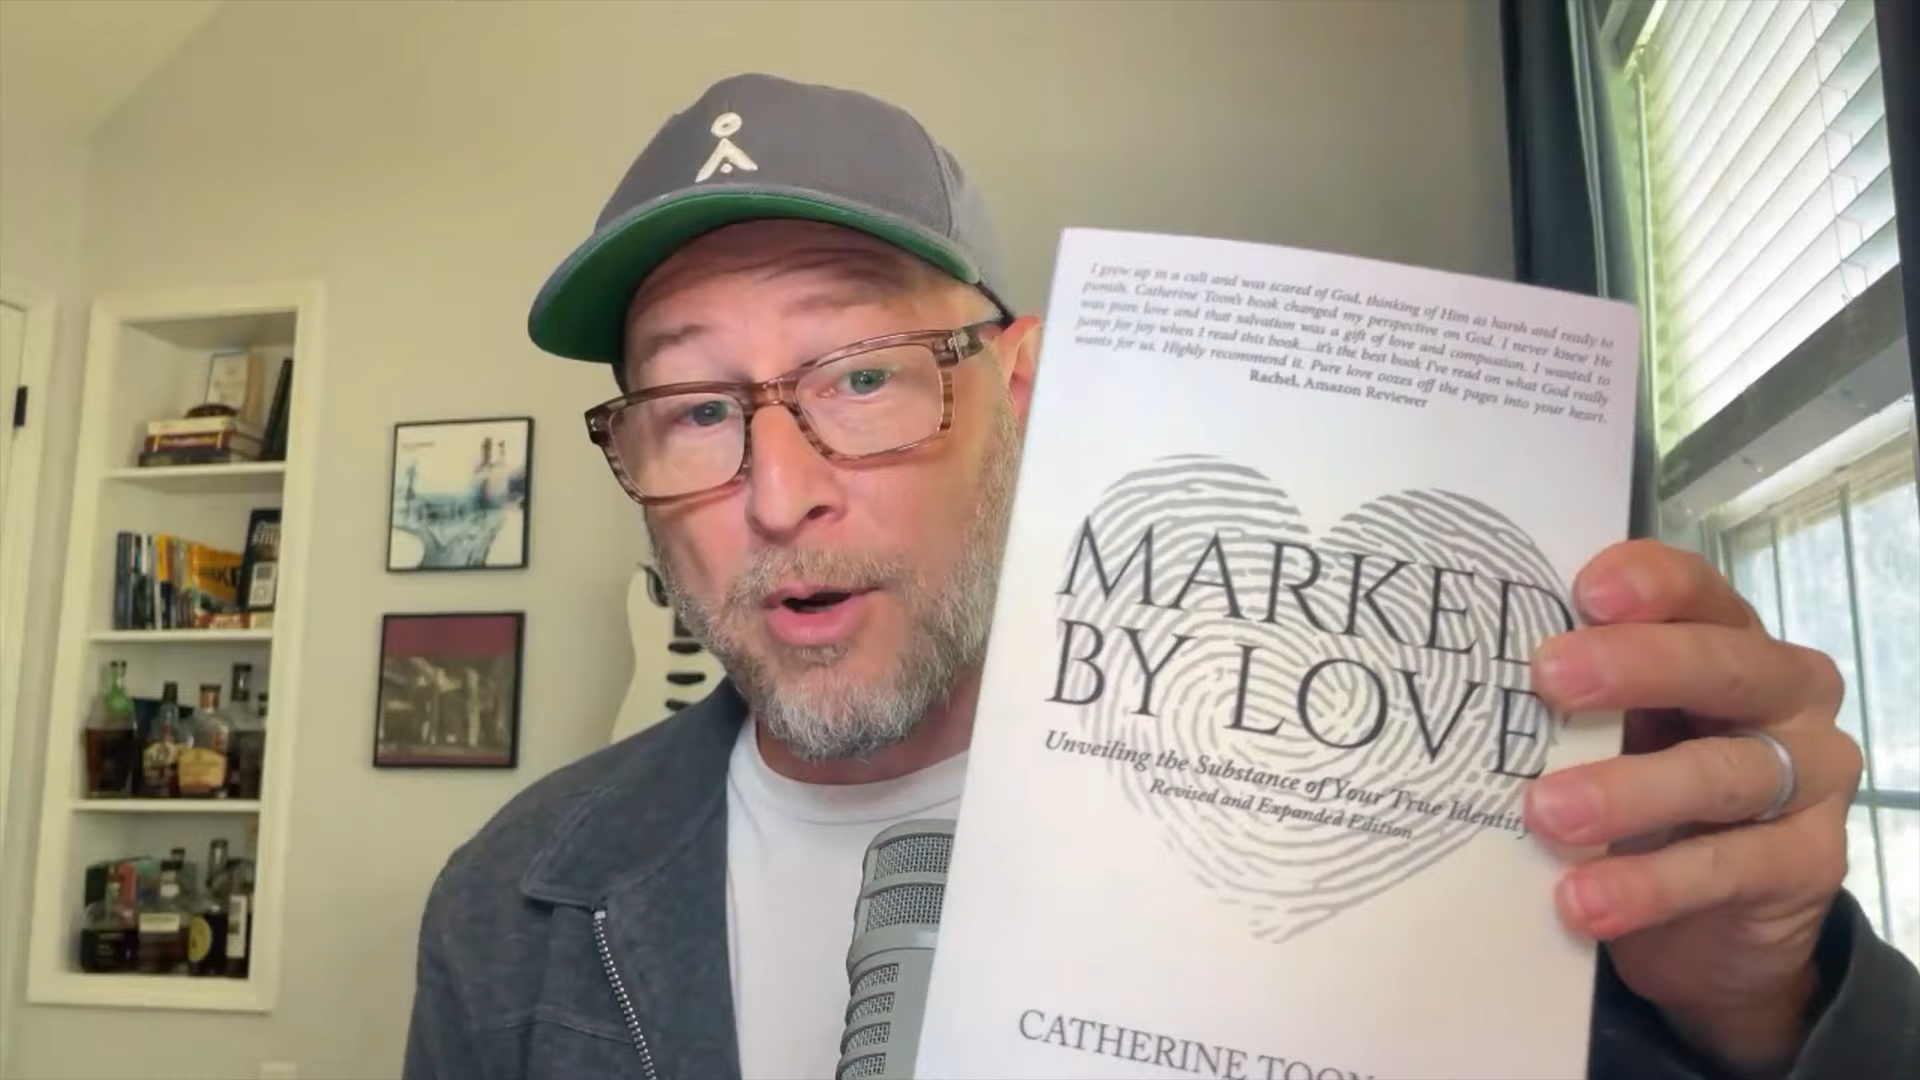 I grew up in a cult and was scared of God, thinking of Him as harsh and ready to
punish. Catherine Toon's book changed my perspective on God. I never knew He
was pure love and that salvation was a gift of love and compassion. I wanted to
jump for joy when I read this book....it's the best book I've read on what God really
wants for us. Highly recommend it. Pure love oozes off the pages into your heart.
Rachel, Amazon Reviewer
MARKED
BY LOVE
Unveiling the Substance of Your True Identity
Revised and Expanded Edition
CATHERINE TOON